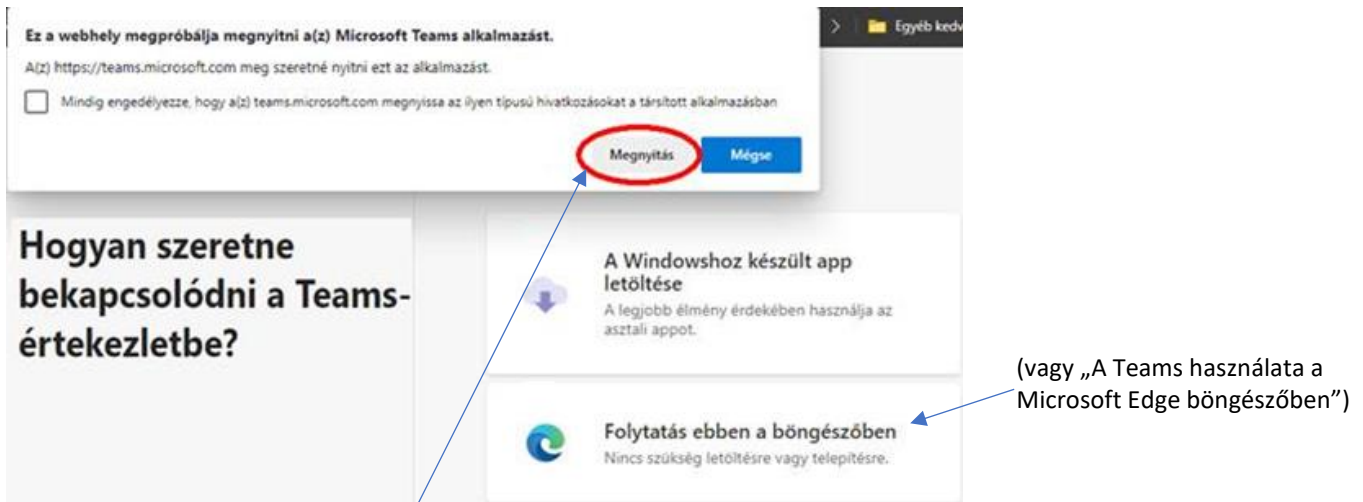 Ez a webhely megpróbálja megnyitni a(z) Microsoft Teams alkalmazást.
A(z) https://teams.microsoft.com meg szeretné nyitni ezt az alkalmazást.
Mindig engedélyezze, hogy a(z) teams.microsoft.com megnyissa az ilyen típusú hivatkozásokat a társított alkalmazásban
Megnyitás
Mégse
Egyéb kedv
Hogyan szeretne
bekapcsolódni a Teams-
értekezletbe?
A Windowshoz készült app
letöltése
A legjobb élmény érdekében használja az
asztali appot.
Folytatás ebben a böngészőben
Nincs szükség letöltésre vagy telepítésre.
(vagy „A Teams használata a
Microsoft Edge böngészőben”)